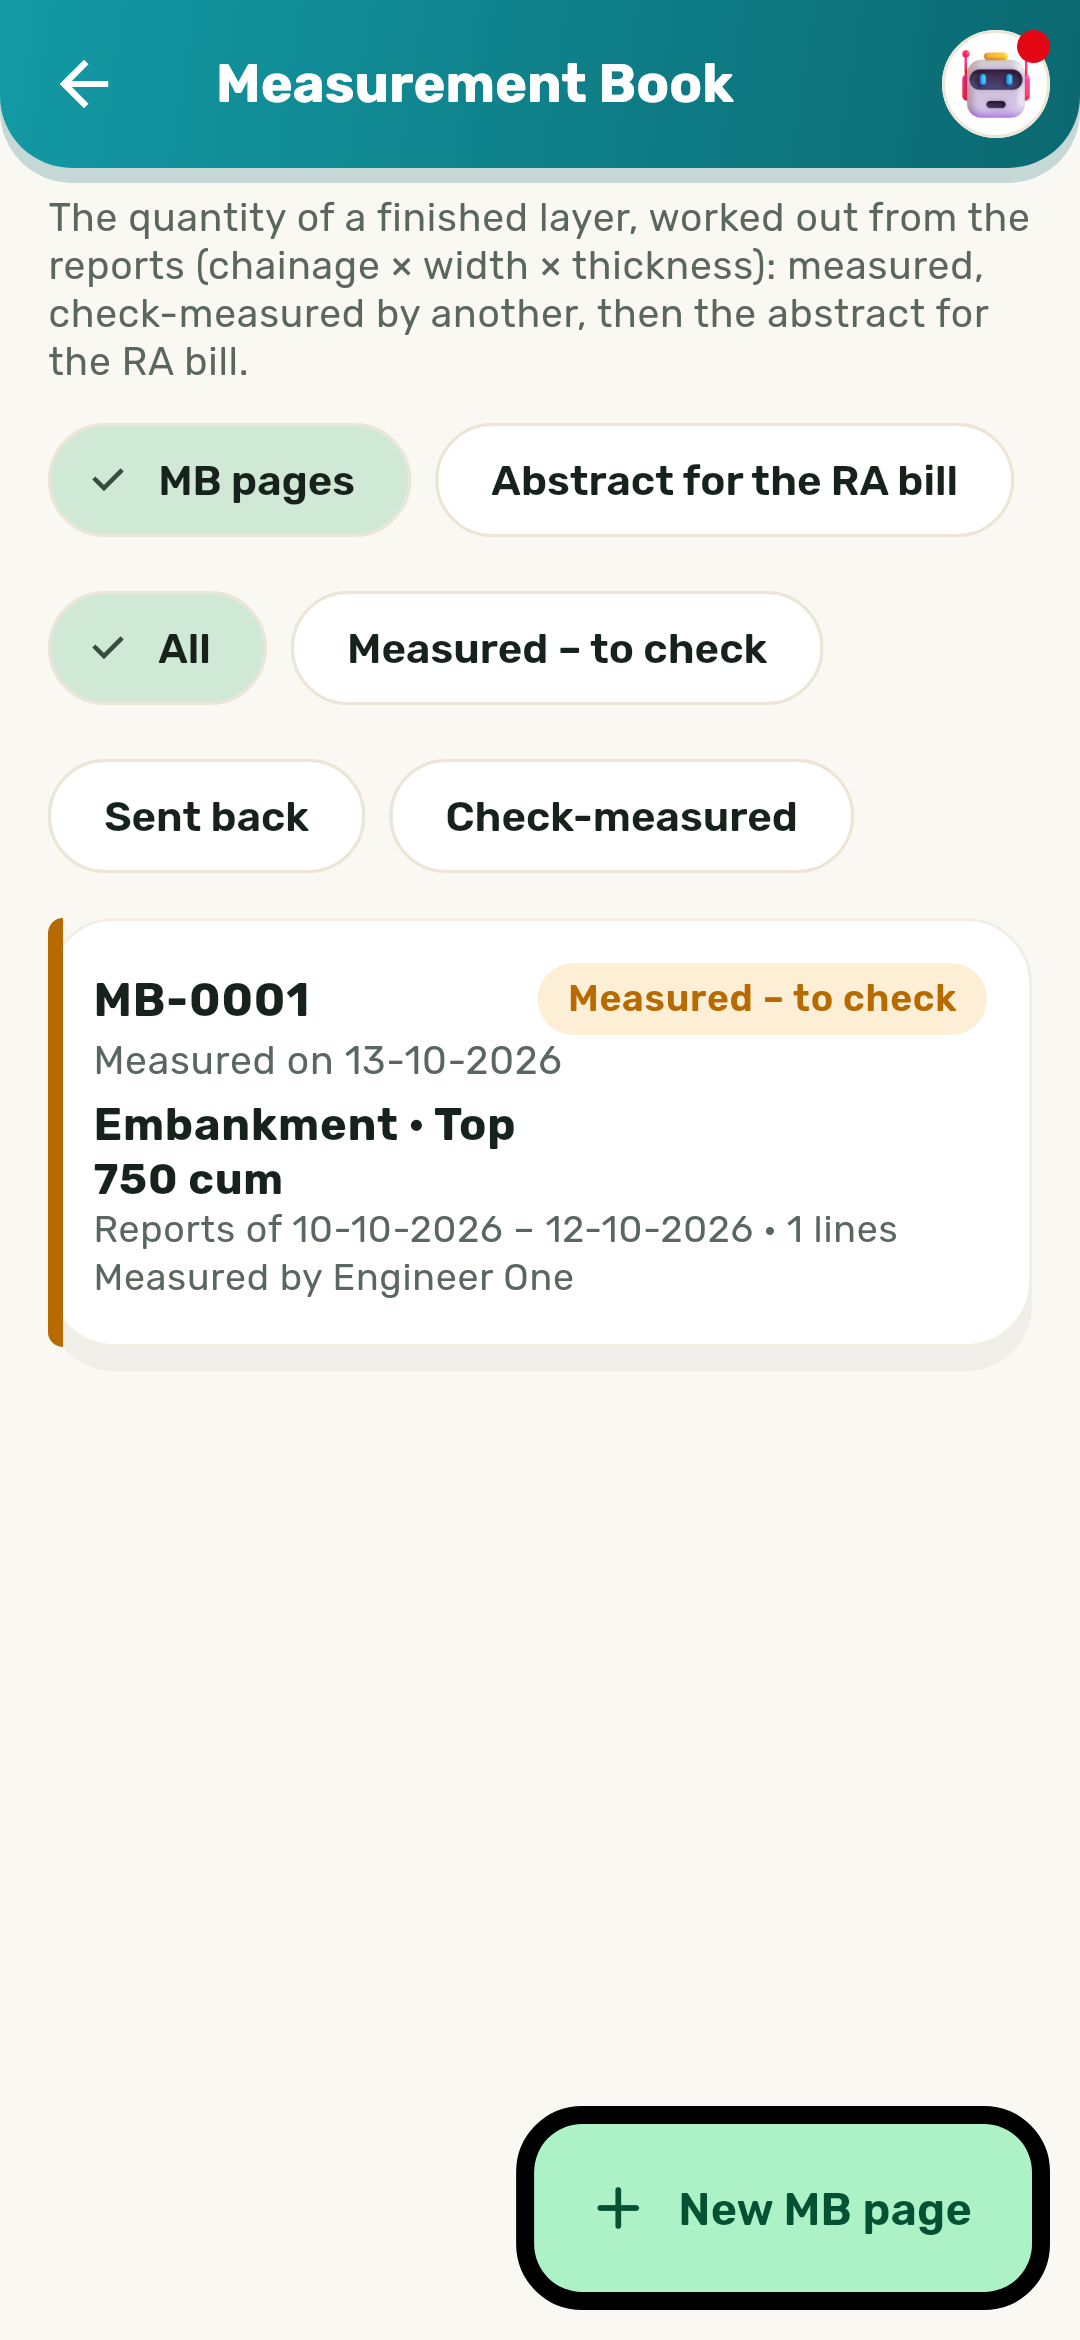 Measurement Book
The quantity of a finished layer, worked out from the
reports (chainage × width × thickness): measured,
check-measured by another, then the abstract for
the RA bill.
MB pages
Abstract for the RA bill
All
Measured – to check
Sent back
Check-measured
MB-0001
Measured – to check
Measured on 13-10-2026
Embankment • Top
750 cum
Reports of 10-10-2026 – 12-10-2026 • 1 lines
Measured by Engineer One
New MB page